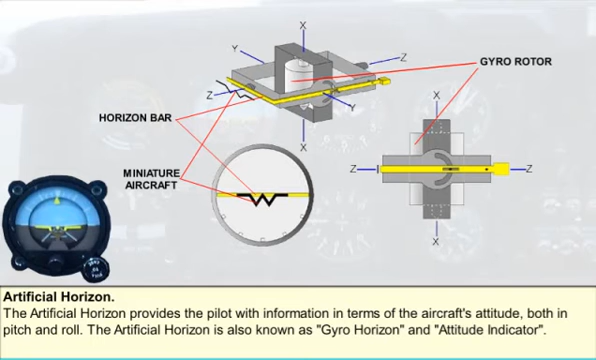 X
Y
Z
GYRO ROTOR
Z
Y
X
HORIZON BAR
X
MINIATURE
AIRCRAFT
Z
Z
X
Artificial Horizon.
The Artificial Horizon provides the pilot with information in terms of the aircraft's attitude, both in
pitch and roll. The Artificial Horizon is also known as "Gyro Horizon" and "Attitude Indicator".